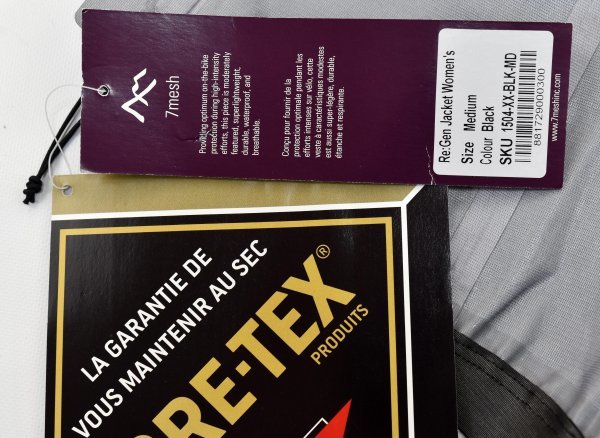 7mesh
Providing optimum on-the-bike
protection during high-intensity
efforts, this piece is moderately
featured, superlightweight,
durable, waterproof, and
breathable.
Conçu pour fournir de la
protection optimale pendant les
efforts intenses sur vélo, cette
veste à caractéristiques modestes
est aussi super-légère, durable,
étanche et respirante.
Re:Gen Jacket Women's
Size Medium
Colour Black
SKU 1504-XX-BLK-MD
881729000300
www.7meshinc.com
LA GARANTIE DE
VOUS MAINTENIR AU SEC
RE-TEX®
PRODUITS